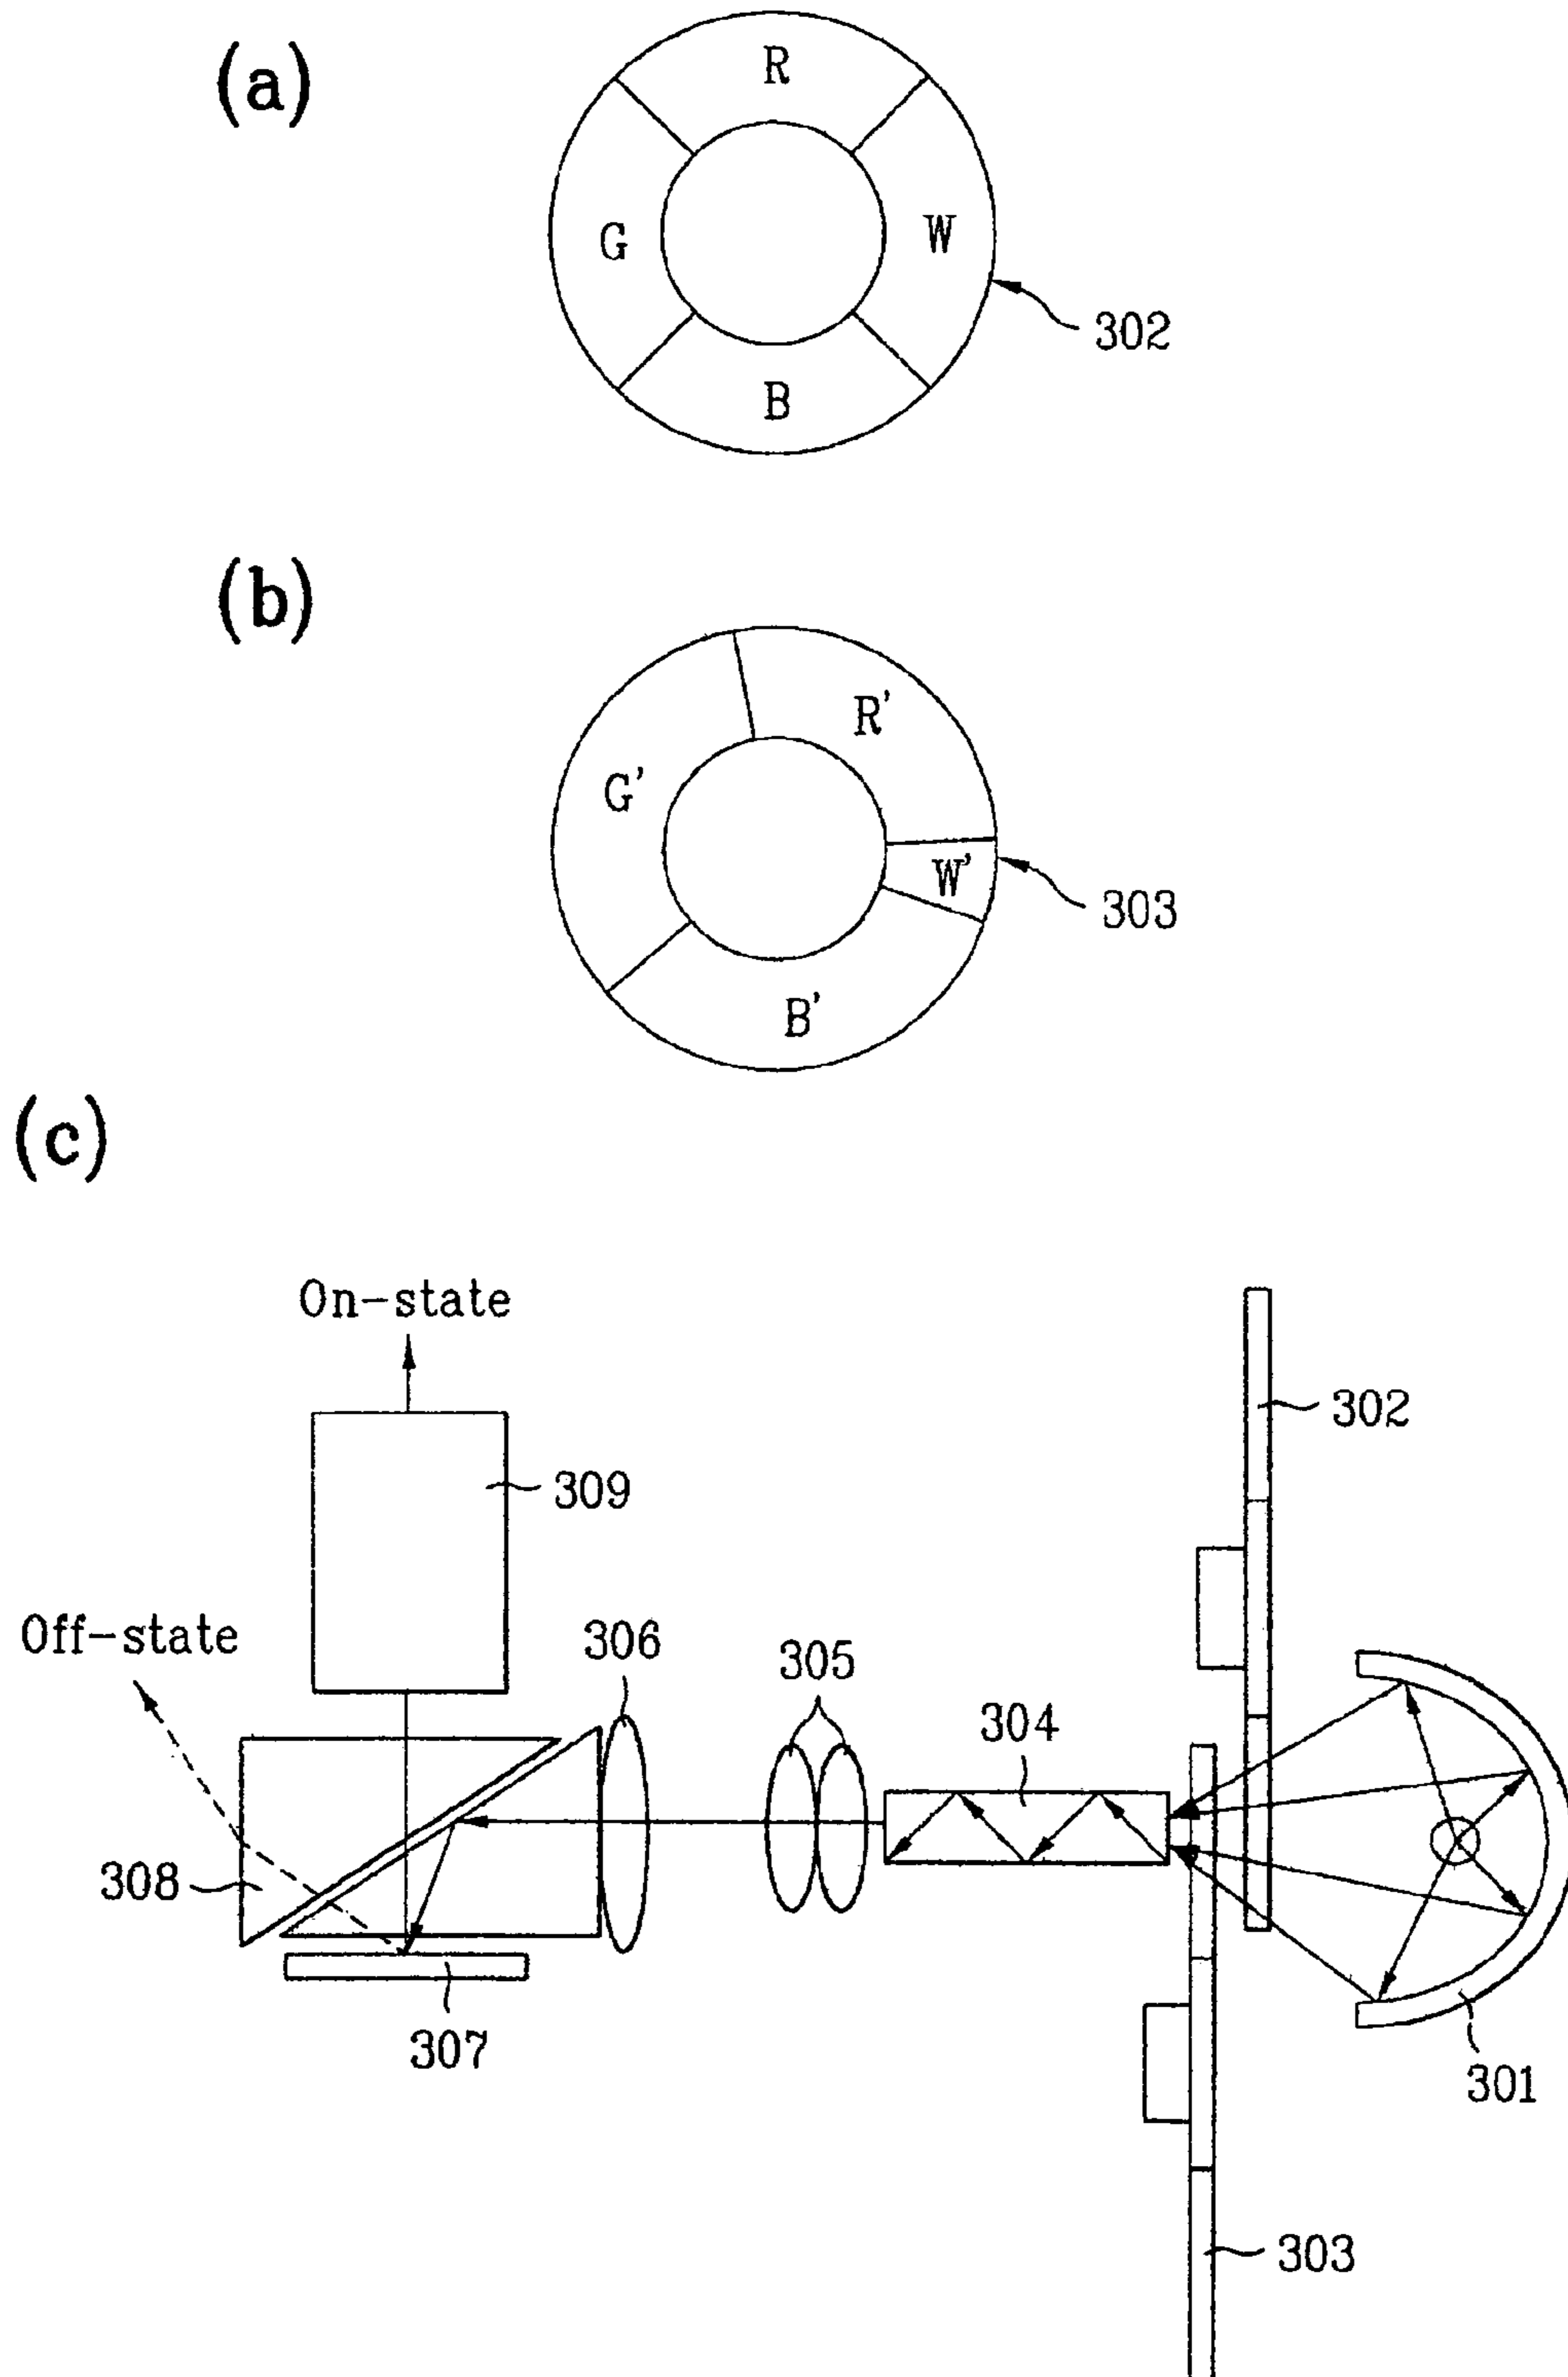 (a)
R
G
W
302
B
(b)
R'
G'
W'
303
B'
(c)
On-state
302
309
Off-state
306
305
304
308
307
301
303